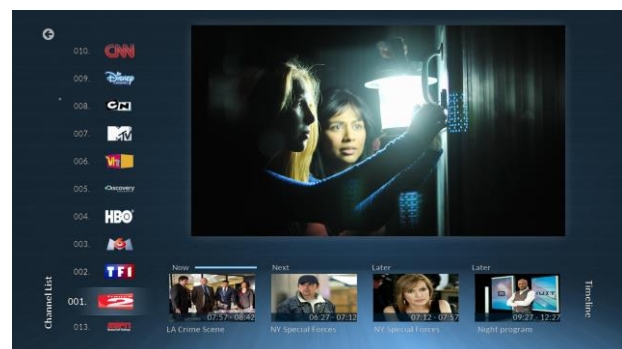 010. CNN
009. Disney
008. CN
007. MTV
006. VH1
005. Discovery
004. HBO
003. M6
002. TF1
001. 2
013. ESPN
Channel List
Now
07:57 - 08:42
LA Crime Scene
Next
06:27 - 07:12
NY Special Forces
Later
07:12 - 07:57
NY Special Forces
Later
09:27 - 12:27
Night program
Timeline